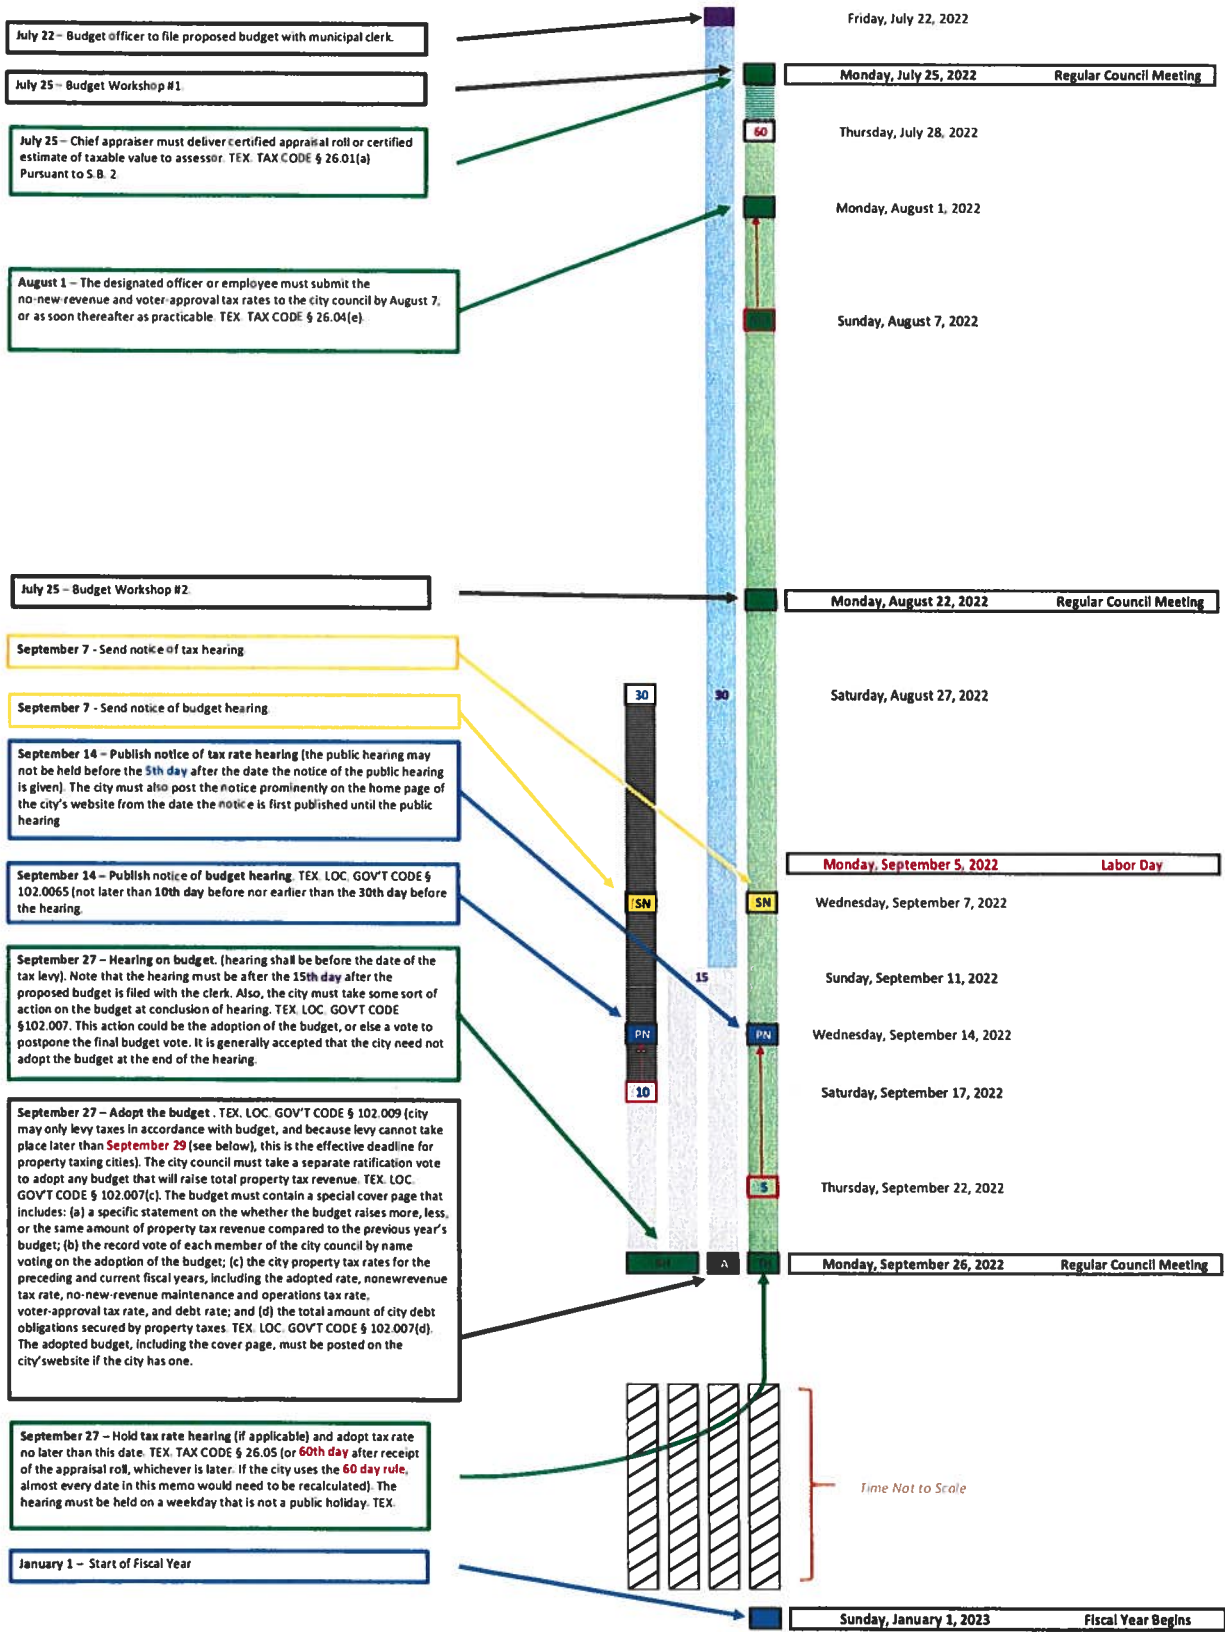 July 22 – Budget officer to file proposed budget with municipal clerk.
Friday, July 22, 2022
July 25 – Budget Workshop #1
Monday, July 25, 2022 Regular Council Meeting
60
Thursday, July 28, 2022
July 25 – Chief appraiser must deliver certified appraisal roll or certified
estimate of taxable value to assessor. TEX. TAX CODE § 26.01(a)
Pursuant to S.B. 2
Monday, August 1, 2022
August 1 – The designated officer or employee must submit the
no-new-revenue and voter-approval tax rates to the city council by August 7,
or as soon thereafter as practicable. TEX. TAX CODE § 26.04(e)
Sunday, August 7, 2022
July 25 – Budget Workshop #2
Monday, August 22, 2022 Regular Council Meeting
September 7 - Send notice of tax hearing
30
30
Saturday, August 27, 2022
September 7 - Send notice of budget hearing
September 14 – Publish notice of tax rate hearing (the public hearing may
not be held before the 5th day after the date the notice of the public hearing
is given). The city must also post the notice prominently on the home page of
the city's website from the date the notice is first published until the public
hearing
Monday, September 5, 2022 Labor Day
September 14 – Publish notice of budget hearing. TEX. LOC. GOV'T CODE §
102.0065 (not later than 10th day before nor earlier than the 30th day before
the hearing.
SN
SN
Wednesday, September 7, 2022
September 27 – Hearing on budget. (hearing shall be before the date of the
tax levy). Note that the hearing must be after the 15th day after the
proposed budget is filed with the clerk. Also, the city must take some sort of
action on the budget at conclusion of hearing. TEX. LOC. GOV'T CODE
§102.007. This action could be the adoption of the budget, or else a vote to
postpone the final budget vote. It is generally accepted that the city need not
adopt the budget at the end of the hearing.
15
Sunday, September 11, 2022
PN
PN
Wednesday, September 14, 2022
10
Saturday, September 17, 2022
September 27 – Adopt the budget . TEX. LOC. GOV'T CODE § 102.009 (city
may only levy taxes in accordance with budget, and because levy cannot take
place later than September 29 (see below), this is the effective deadline for
property taxing cities). The city council must take a separate ratification vote
to adopt any budget that will raise total property tax revenue. TEX. LOC.
GOV'T CODE § 102.007(c). The budget must contain a special cover page that
includes: (a) a specific statement on the whether the budget raises more, less,
or the same amount of property tax revenue compared to the previous year's
budget; (b) the record vote of each member of the city council by name
voting on the adoption of the budget; (c) the city property tax rates for the
preceding and current fiscal years, including the adopted rate, nonewrevenue
tax rate, no-new-revenue maintenance and operations tax rate,
voter-approval tax rate, and debt rate; and (d) the total amount of city debt
obligations secured by property taxes. TEX. LOC. GOV'T CODE § 102.007(d).
The adopted budget, including the cover page, must be posted on the
city'swebsite if the city has one.
5
Thursday, September 22, 2022
A
TH
Monday, September 26, 2022 Regular Council Meeting
September 27 – Hold tax rate hearing (if applicable) and adopt tax rate
no later than this date. TEX. TAX CODE § 26.05 (or 60th day after receipt
of the appraisal roll, whichever is later. If the city uses the 60 day rule,
almost every date in this memo would need to be recalculated). The
hearing must be held on a weekday that is not a public holiday. TEX.
Time Not to Scale
January 1 – Start of Fiscal Year
Sunday, January 1, 2023 Fiscal Year Begins